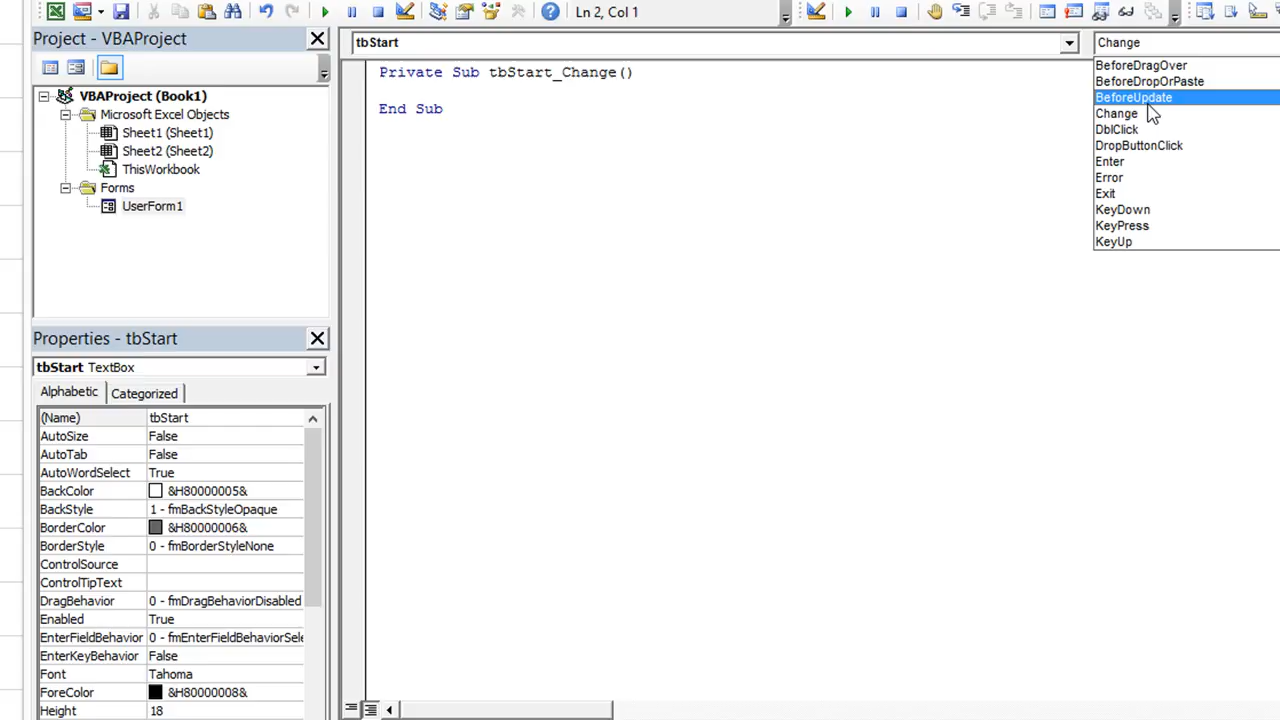 Ln 2, Col 1
Project - VBAProject
VBAProject (Book1)
Microsoft Excel Objects
Sheet1 (Sheet1)
Sheet2 (Sheet2)
ThisWorkbook
Forms
UserForm1
Properties - tbStart
tbStart TextBox
Alphabetic Categorized
(Name) tbStart
AutoSize False
AutoTab False
AutoWordSelect True
BackColor &H80000005&
BackStyle 1 - fmBackStyleOpaque
BorderColor &H80000006&
BorderStyle 0 - fmBorderStyleNone
ControlSource
ControlTipText
DragBehavior 0 - fmDragBehaviorDisabled
Enabled True
EnterFieldBehavior 0 - fmEnterFieldBehaviorSele
EnterKeyBehavior False
Font Tahoma
ForeColor &H80000008&
Height 18
tbStart
Private Sub tbStart_Change()
End Sub
Change
BeforeDragOver
BeforeDropOrPaste
BeforeUpdate
Change
DblClick
DropButtonClick
Enter
Error
Exit
KeyDown
KeyPress
KeyUp